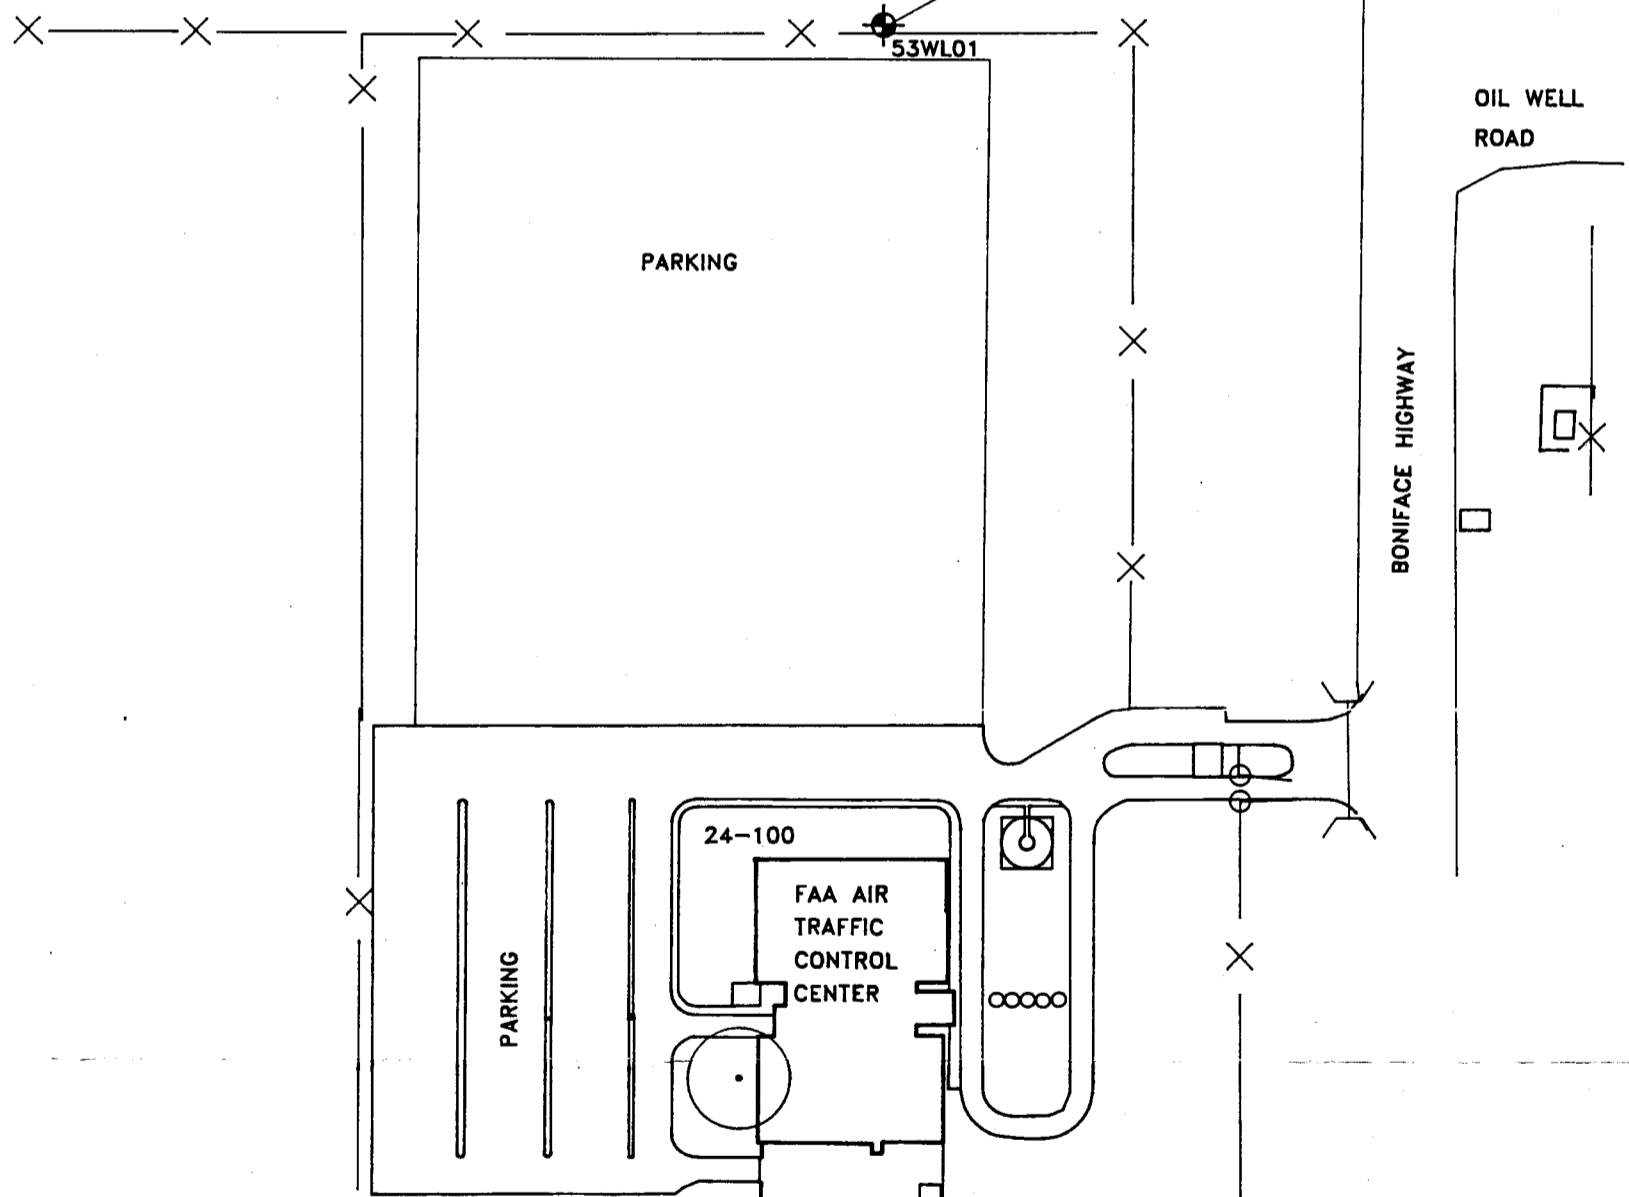 53WL01
OIL WELL
ROAD
PARKING
BONIFACE HIGHWAY
24-100
FAA AIR
TRAFFIC
CONTROL
CENTER
PARKING